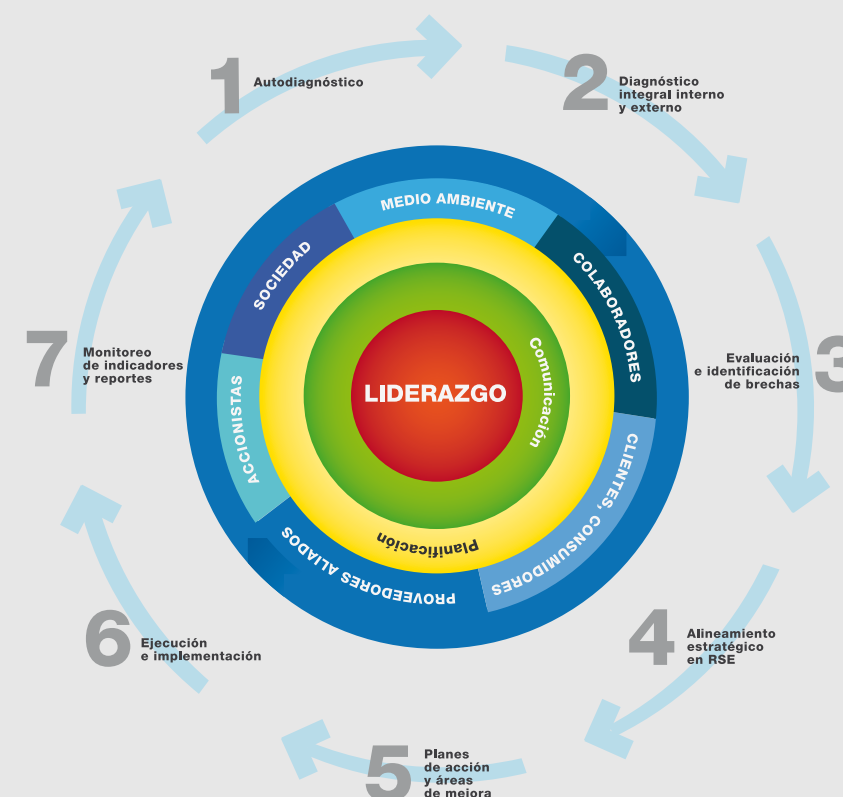 1
Autodiagnóstico
2
Diagnóstico
integral interno
y externo
3
Evaluación
e identificación
de brechas
4
Alineamiento
estratégico
en RSE
5
Planes
de acción
y áreas
de mejora
6
Ejecución
e implementación
7
Monitoreo
de indicadores
y reportes
MEDIO AMBIENTE
COLABORADORES
CLIENTES, CONSUMIDORES
PROVEEDORES ALIADOS
ACCIONISTAS
SOCIEDAD
Planificación
Comunicación
LIDERAZGO